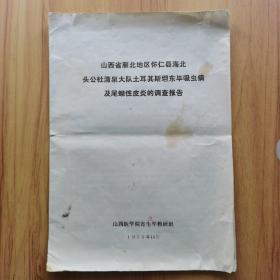 山西省雁北地区怀仁县海北
头公社清泉大队土耳其斯坦东毕吸虫病
及尾蚴性皮炎的调查报告
山西医学院寄生虫教研组